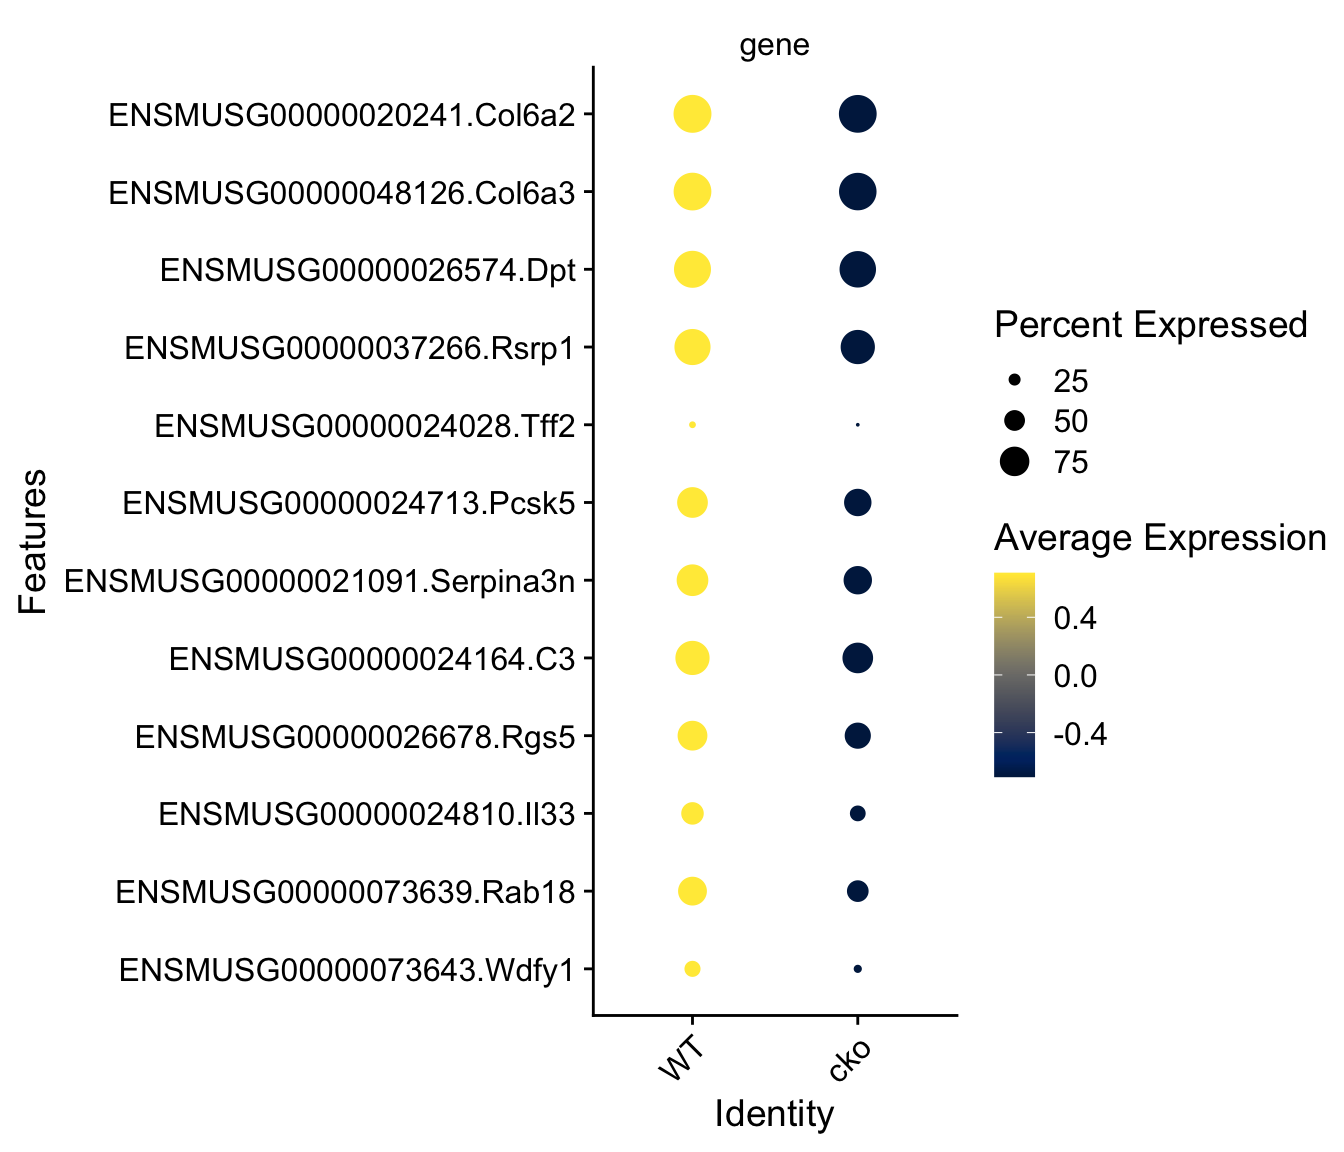 gene
ENSMUSG00000020241.Col6a2
ENSMUSG00000048126.Col6a3
ENSMUSG00000026574.Dpt
ENSMUSG00000037266.Rsrp1
ENSMUSG00000024028.Tff2
ENSMUSG00000024713.Pcsk5
ENSMUSG00000021091.Serpina3n
ENSMUSG00000024164.C3
ENSMUSG00000026678.Rgs5
ENSMUSG00000024810.Il33
ENSMUSG00000073639.Rab18
ENSMUSG00000073643.Wdfy1
Features
WT
cko
Identity
Percent Expressed
25
50
75
Average Expression
0.4
0.0
-0.4